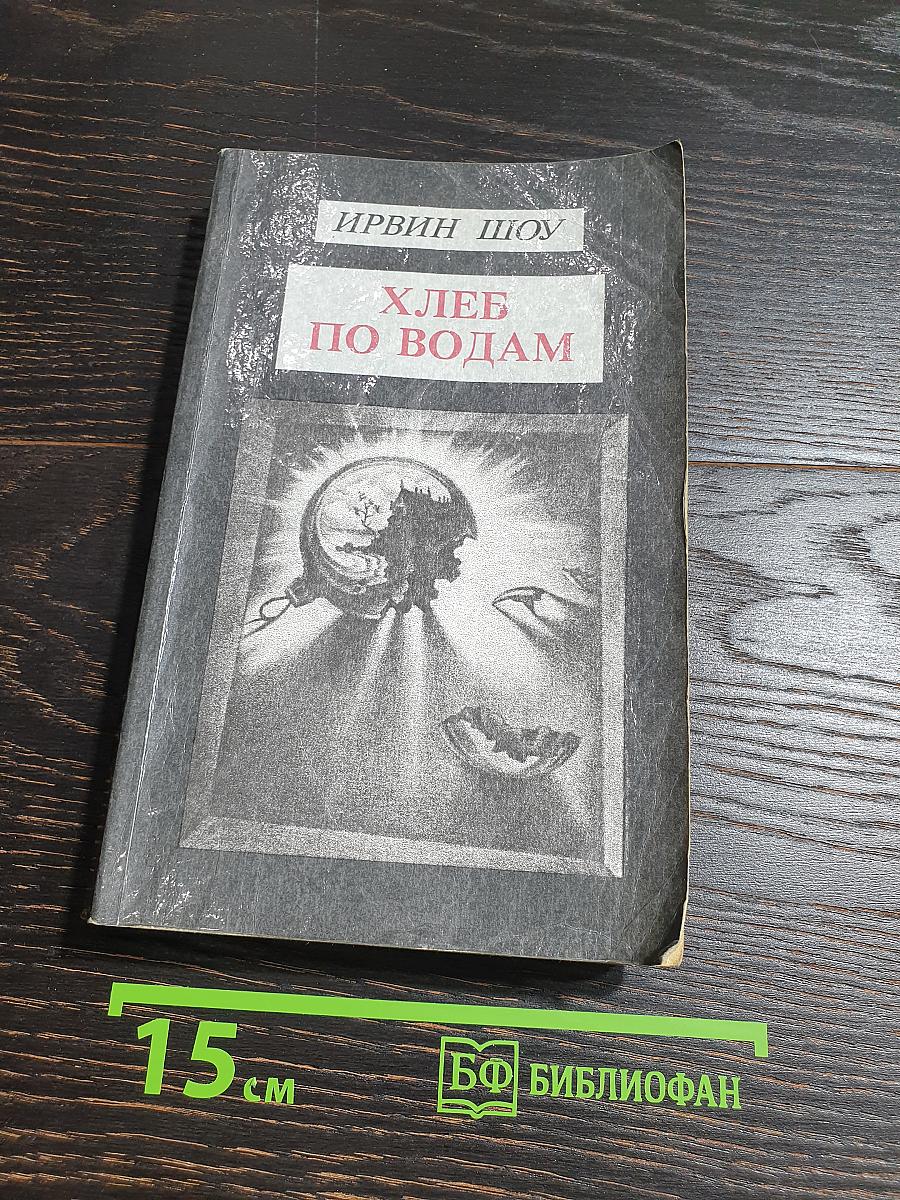 ИРВИН ШОУ
ХЛЕБ
ПО ВОДАМ
15 см
БФ БИБЛИОФАН